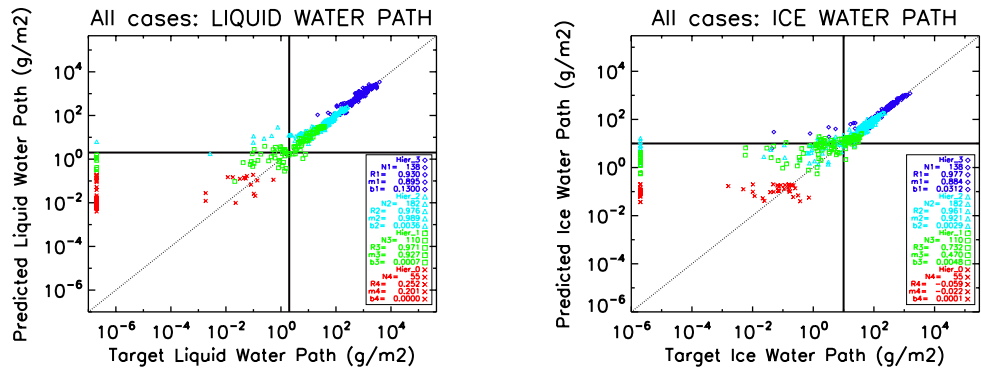 All cases: LIQUID WATER PATH
Predicted Liquid Water Path (g/m2)
10^4
10^2
10^0
10^-2
10^-4
10^-6
10^-6
10^-4
10^-2
10^0
10^2
10^4
Target Liquid Water Path (g/m2)
Hier_3
N1= 138
R1= 0.930
m1= 0.895
b1= 0.1300
Hier_2
N2= 182
R2= 0.976
m2= 0.989
b2= 0.0036
Hier_1
N3= 110
R3= 0.971
m3= 0.927
b3= 0.0007
Hier_0
N4= 55
R4= 0.252
m4= 0.201
b4= 0.0000
All cases: ICE WATER PATH
Predicted Ice Water Path (g/m2)
10^4
10^2
10^0
10^-2
10^-4
10^-6
10^-6
10^-4
10^-2
10^0
10^2
10^4
Target Ice Water Path (g/m2)
Hier_3
N1= 138
R1= 0.977
m1= 0.884
b1= 0.0312
Hier_2
N2= 182
R2= 0.961
m2= 0.921
b2= 0.0029
Hier_1
N3= 110
R3= 0.732
m3= 0.470
b3= 0.0048
Hier_0
N4= 55
R4= -0.059
m4= -0.022
b4= 0.0001